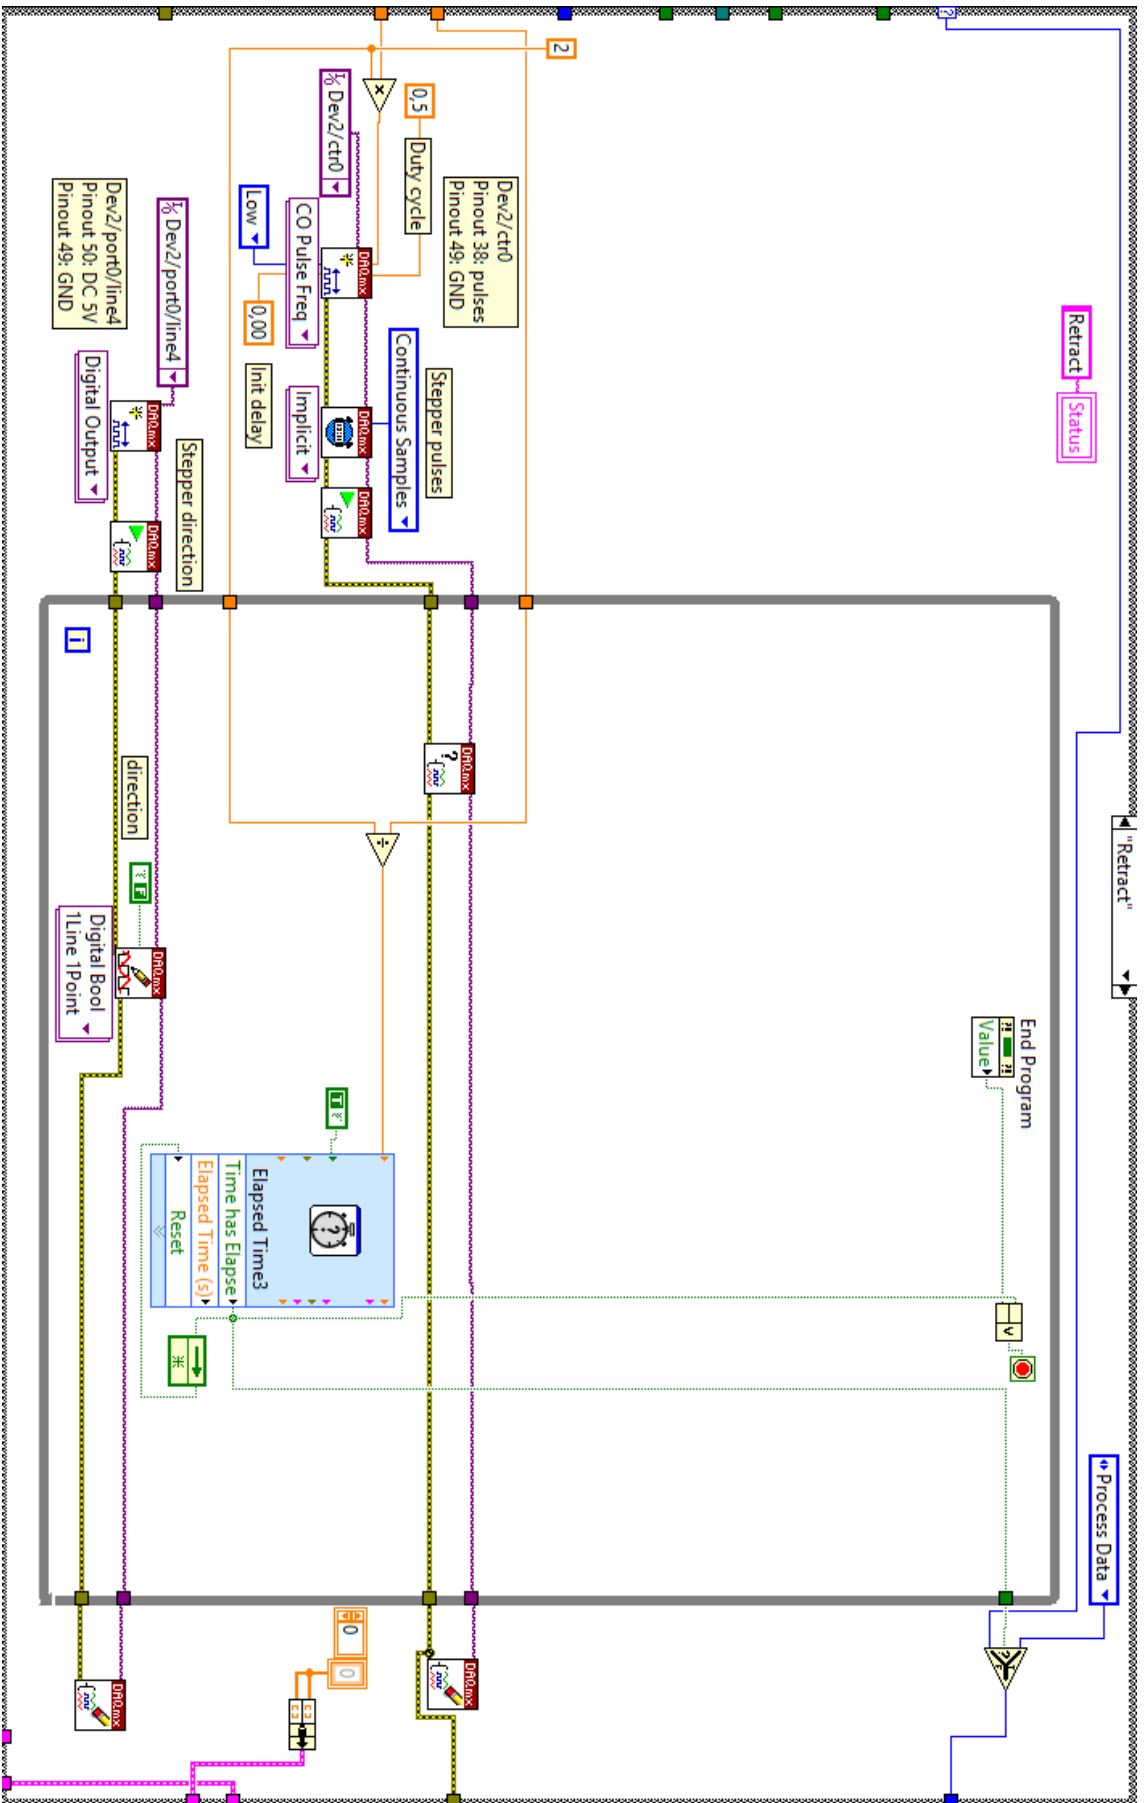 "Retract"
Retract
Status
Process Data
End Program
Value
2
0,5
Duty cycle
Dev2/ctr0
Pinout 38: pulses
Pinout 49: GND
Stepper pulses
Continuous Samples
Dev2/ctr0
DAQmx
DAQmx
DAQmx
DAQmx
DAQmx
CO Pulse Freq
Implicit
Low
0,00
Init delay
T
Elapsed Time3
Time has Elapse
Elapsed Time (s)
Reset
0
0
Stepper direction
Dev2/port0/line4
DAQmx
DAQmx
DAQmx
DAQmx
Digital Output
direction
F
Digital Bool
1Line 1Point
i
Dev2/port0/line4
Pinout 50: DC 5V
Pinout 49: GND